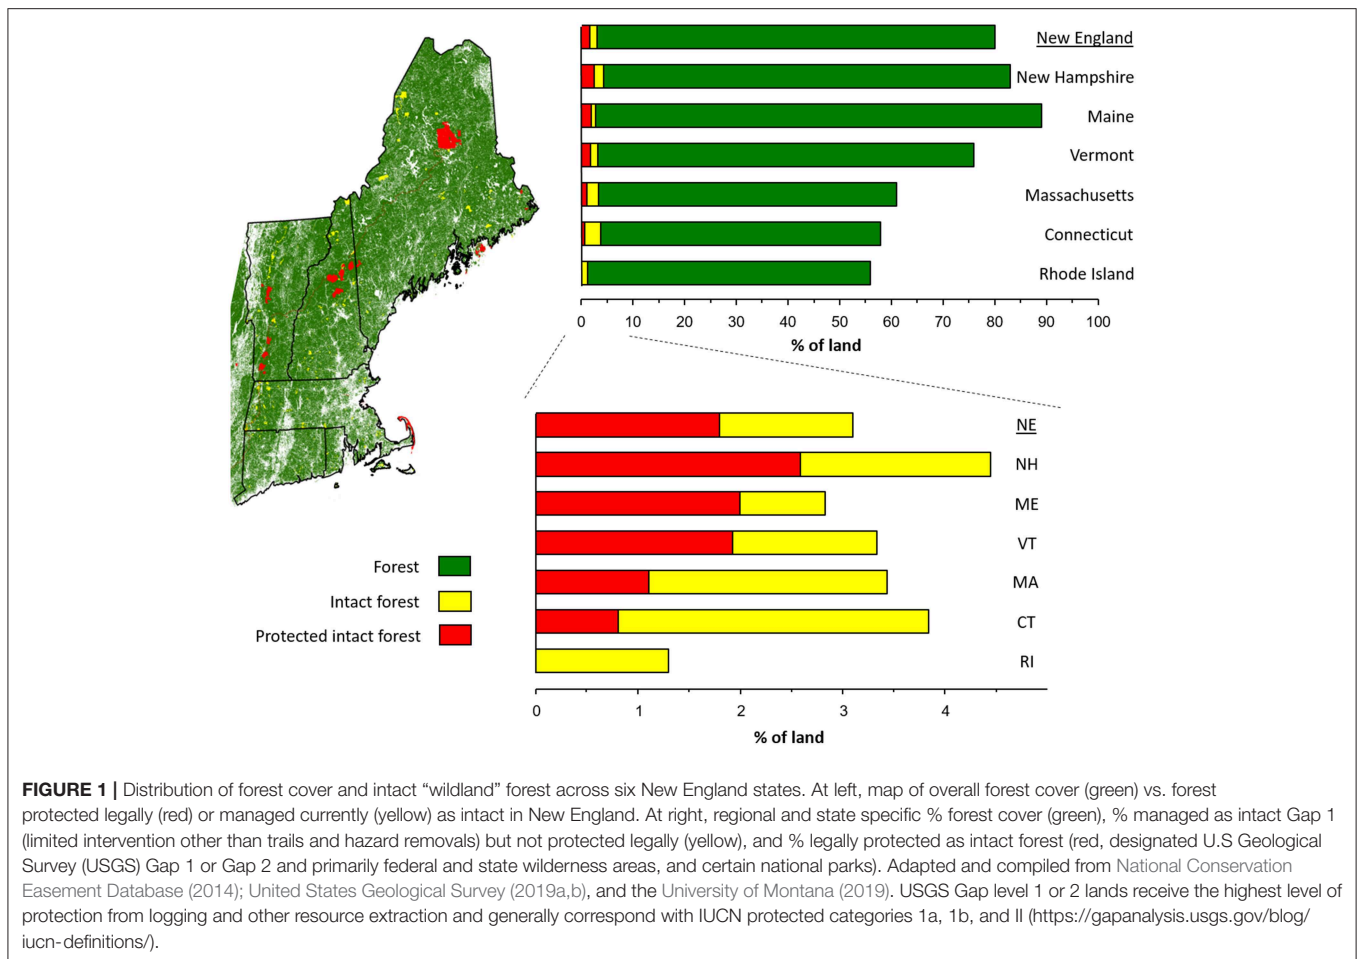 New England
New Hampshire
Maine
Vermont
Massachusetts
Connecticut
Rhode Island
0 10 20 30 40 50 60 70 80 90 100
% of land
NE
NH
ME
VT
MA
CT
RI
0 1 2 3 4
% of land
Forest
Intact forest
Protected intact forest
FIGURE 1 | Distribution of forest cover and intact “wildland” forest across six New England states. At left, map of overall forest cover (green) vs. forest
protected legally (red) or managed currently (yellow) as intact in New England. At right, regional and state specific % forest cover (green), % managed as intact Gap 1
(limited intervention other than trails and hazard removals) but not protected legally (yellow), and % legally protected as intact forest (red, designated U.S Geological
Survey (USGS) Gap 1 or Gap 2 and primarily federal and state wilderness areas, and certain national parks). Adapted and compiled from National Conservation
Easement Database (2014); United States Geological Survey (2019a,b), and the University of Montana (2019). USGS Gap level 1 or 2 lands receive the highest level of
protection from logging and other resource extraction and generally correspond with IUCN protected categories 1a, 1b, and II (https://gapanalysis.usgs.gov/blog/
iucn-definitions/).